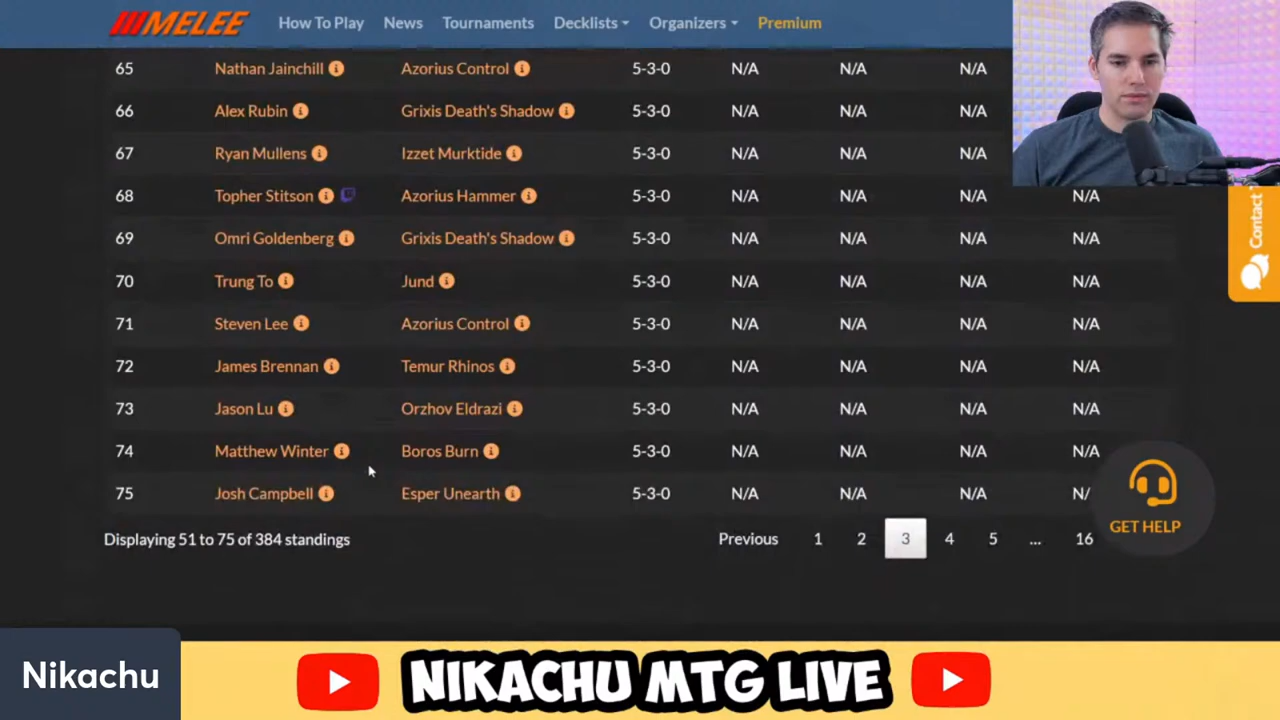 MELEE How To Play News Tournaments Decklists Organizers Premium
65 Nathan Jainchill Azorius Control 5-3-0 N/A N/A N/A
66 Alex Rubin Grixis Death's Shadow 5-3-0 N/A N/A N/A
67 Ryan Mullens Izzet Murktide 5-3-0 N/A N/A N/A
68 Topher Stitson Azorius Hammer 5-3-0 N/A N/A N/A N/A
69 Omri Goldenberg Grixis Death's Shadow 5-3-0 N/A N/A N/A N/A
70 Trung To Jund 5-3-0 N/A N/A N/A N/A
71 Steven Lee Azorius Control 5-3-0 N/A N/A N/A N/A
72 James Brennan Temur Rhinos 5-3-0 N/A N/A N/A N/A
73 Jason Lu Orzhov Eldrazi 5-3-0 N/A N/A N/A N/A
74 Matthew Winter Boros Burn 5-3-0 N/A N/A N/A N/A
75 Josh Campbell Esper Unearth 5-3-0 N/A N/A N/A N/
Displaying 51 to 75 of 384 standings Previous 1 2 3 4 5 ... 16
Contact
GET HELP
Nikachu
NIKACHU MTG LIVE